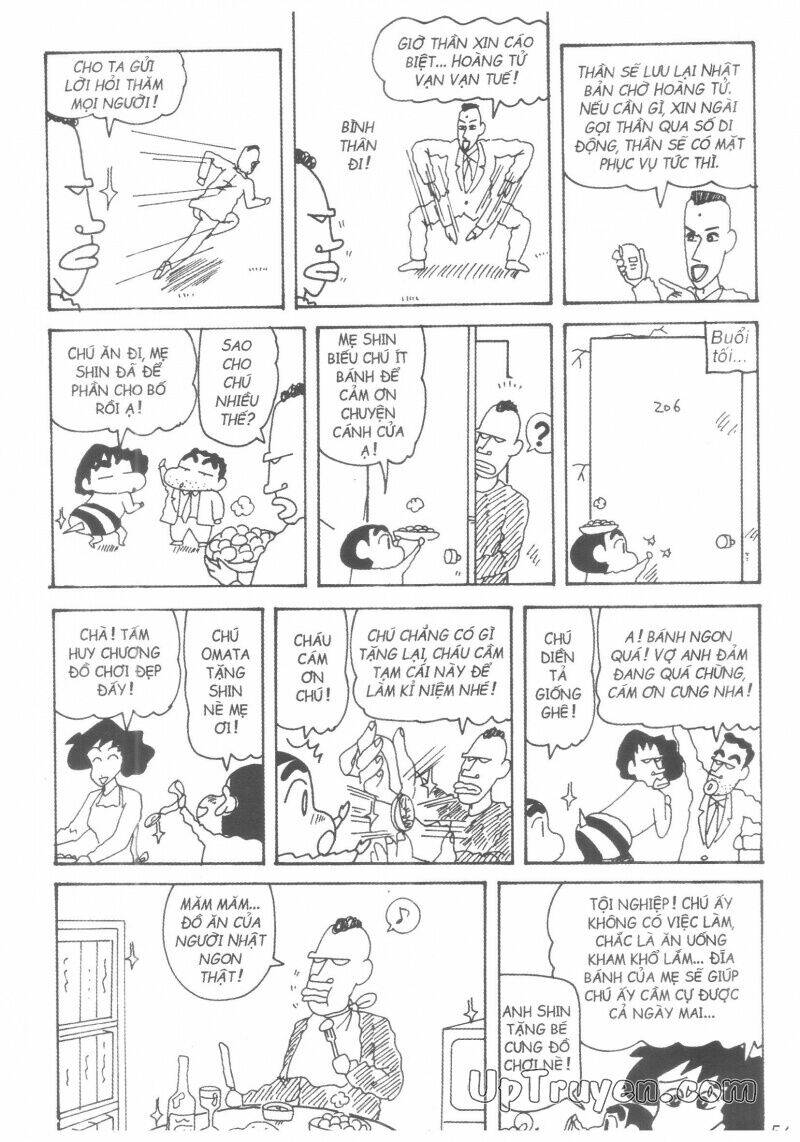 THẦN SẼ LƯU LẠI NHẬT
BẢN CHỜ HOÀNG TỬ.
NẾU CẦN GÌ, XIN NGÀI
GỌI THẦN QUA SỐ DI
ĐỘNG, THẦN SẼ CÓ MẶT
PHỤC VỤ TỨC THÌ.
GIỜ THẦN XIN CÁO
BIỆT... HOÀNG TỬ
VẠN VẠN TUẾ!
BÌNH
THÂN
ĐI!
CHO TA GỬI
LỜI HỎI THĂM
MỌI NGƯỜI!
Buổi
tối...
206
MẸ SHIN
BIẾU CHÚ ÍT
BÁNH ĐỂ
CẢM ƠN
CHUYỆN
CÁNH CỬA
Ạ!
?
SAO
CHO
CHÚ
NHIỀU
THẾ?
CHÚ ĂN ĐI, MẸ
SHIN ĐÃ ĐỂ
PHẦN CHO BỐ
RỒI Ạ!
A! BÁNH NGON
QUÁ! VỢ ANH ĐẢM
ĐANG QUÁ CHỪNG,
CÁM ƠN CƯNG NHA!
CHÚ
DIỄN
TẢ
GIỐNG
GHÊ!
CHÚ CHẲNG CÓ GÌ
TẶNG LẠI, CHÁU CẦM
TẠM CÁI NÀY ĐỂ
LÀM KỈ NIỆM NHÉ!
CHÁU
CÁM
ƠN
CHÚ!
CHÚ
OMATA
TẶNG
SHIN
NÈ MẸ
ƠI!
CHÀ! TẤM
HUY CHƯƠNG
ĐỒ CHƠI ĐẸP
ĐẤY!
TỘI NGHIỆP! CHÚ ẤY
KHÔNG CÓ VIỆC LÀM,
CHẮC LÀ ĂN UỐNG
KHAM KHỔ LẮM... ĐĨA
BÁNH CỦA MẸ SẼ GIÚP
CHÚ ẤY CẦM CỰ ĐƯỢC
CẢ NGÀY MAI...
ANH SHIN
TẶNG BÉ
CƯNG ĐỒ
CHƠI NÈ!
MĂM MĂM...
ĐỒ ĂN CỦA
NGƯỜI NHẬT
NGON
THẬT!
UpTruyen.com